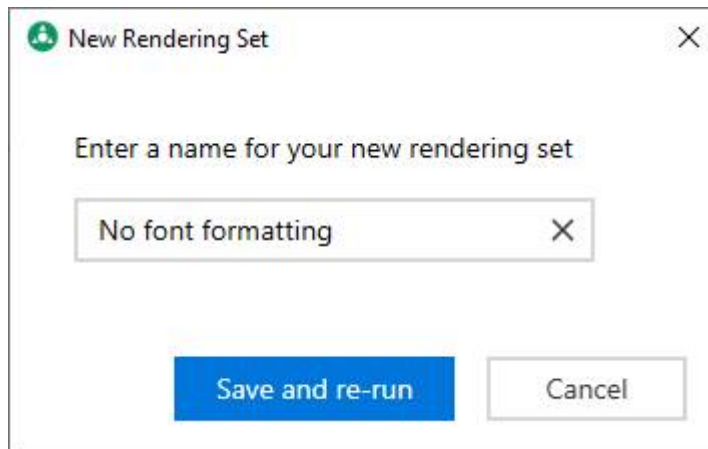 New Rendering Set
Enter a name for your new rendering set
No font formatting
Save and re-run
Cancel